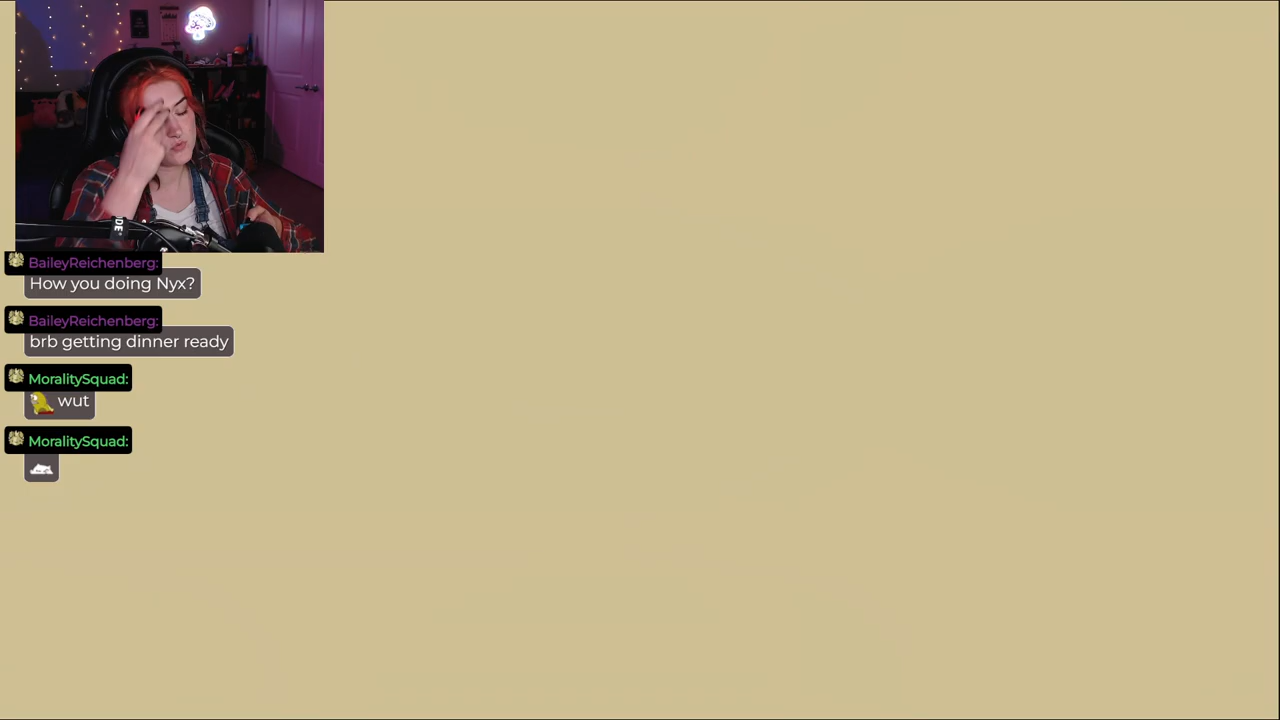 BaileyReichenberg:
How you doing Nyx?
BaileyReichenberg:
brb getting dinner ready
MoralitySquad:
wut
MoralitySquad: